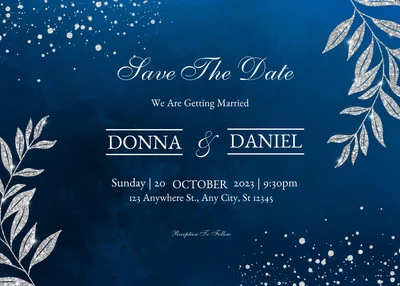 Save The Date
We Are Getting Married
DONNA & DANIEL
Sunday | 20 OCTOBER 2023 | 9:30pm
123 Anywhere St., Any City, St 12345
Reception To Follow